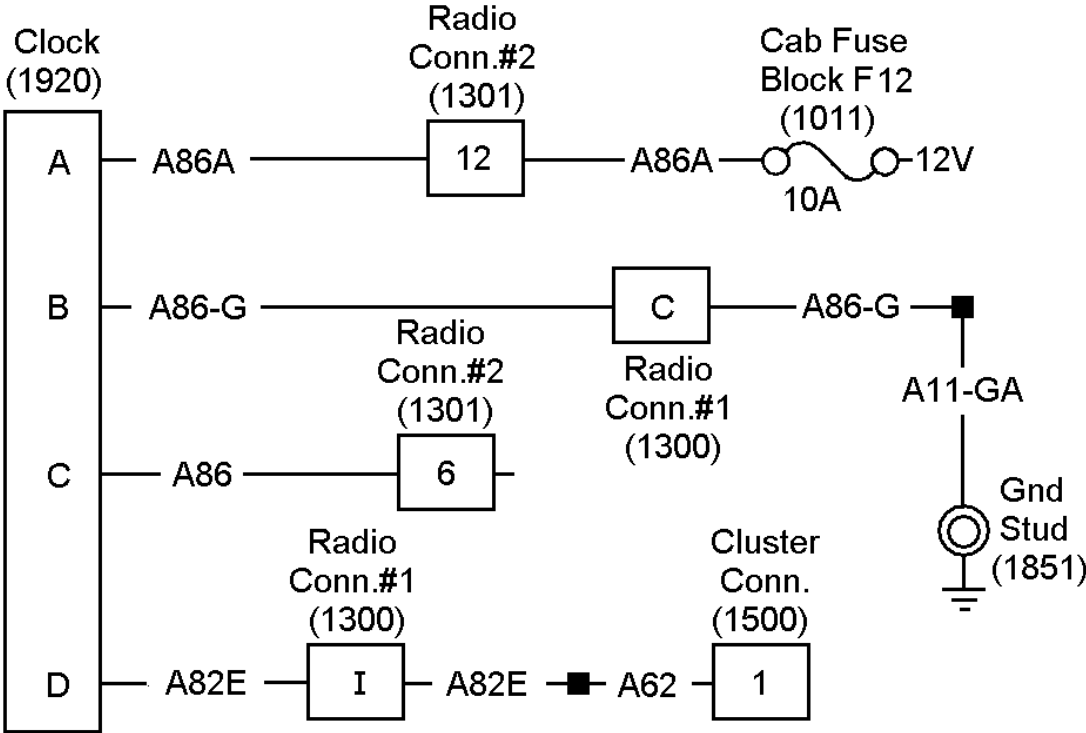 Clock
(1920)
Radio
Conn.#2
(1301)
Cab Fuse
Block F12
(1011)
A
A86A
12
A86A
10A
12V
B
A86-G
C
A86-G
Radio
Conn.#1
(1300)
A11-GA
Radio
Conn.#2
(1301)
C
A86
6
Gnd
Stud
(1851)
Radio
Conn.#1
(1300)
Cluster
Conn.
(1500)
D
A82E
I
A82E
A62
1